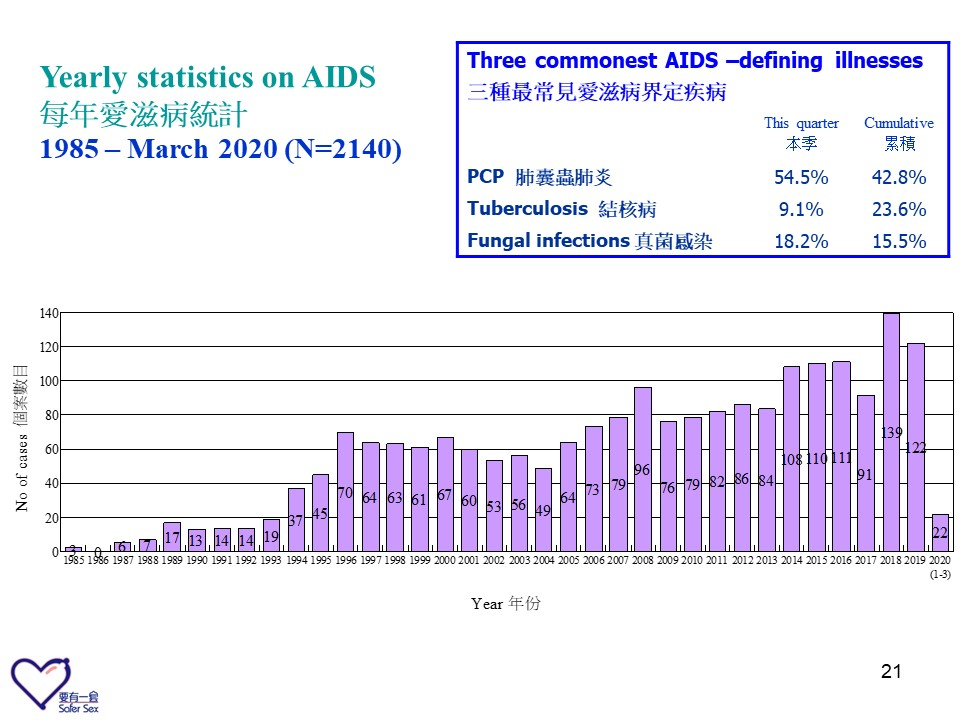 Yearly statistics on AIDS
每年愛滋病統計
1985 – March 2020 (N=2140)
Three commonest AIDS –defining illnesses
三種最常見愛滋病界定疾病
This quarter Cumulative
本季 累積
PCP 肺囊蟲肺炎 54.5% 42.8%
Tuberculosis 結核病 9.1% 23.6%
Fungal infections 真菌感染 18.2% 15.5%
No of cases 個案數目
140
120
100
80
60
40
20
0
3 0 6 7 17 13 14 14 19 37 45 70 64 63 61 67 60 53 56 49 64 73 79 96 76 79 82 86 84 108 110 111 91 139 122 22
1985 1986 1987 1988 1989 1990 1991 1992 1993 1994 1995 1996 1997 1998 1999 2000 2001 2002 2003 2004 2005 2006 2007 2008 2009 2010 2011 2012 2013 2014 2015 2016 2017 2018 2019 2020
(1-3)
Year 年份
要有一套
Safer Sex
21